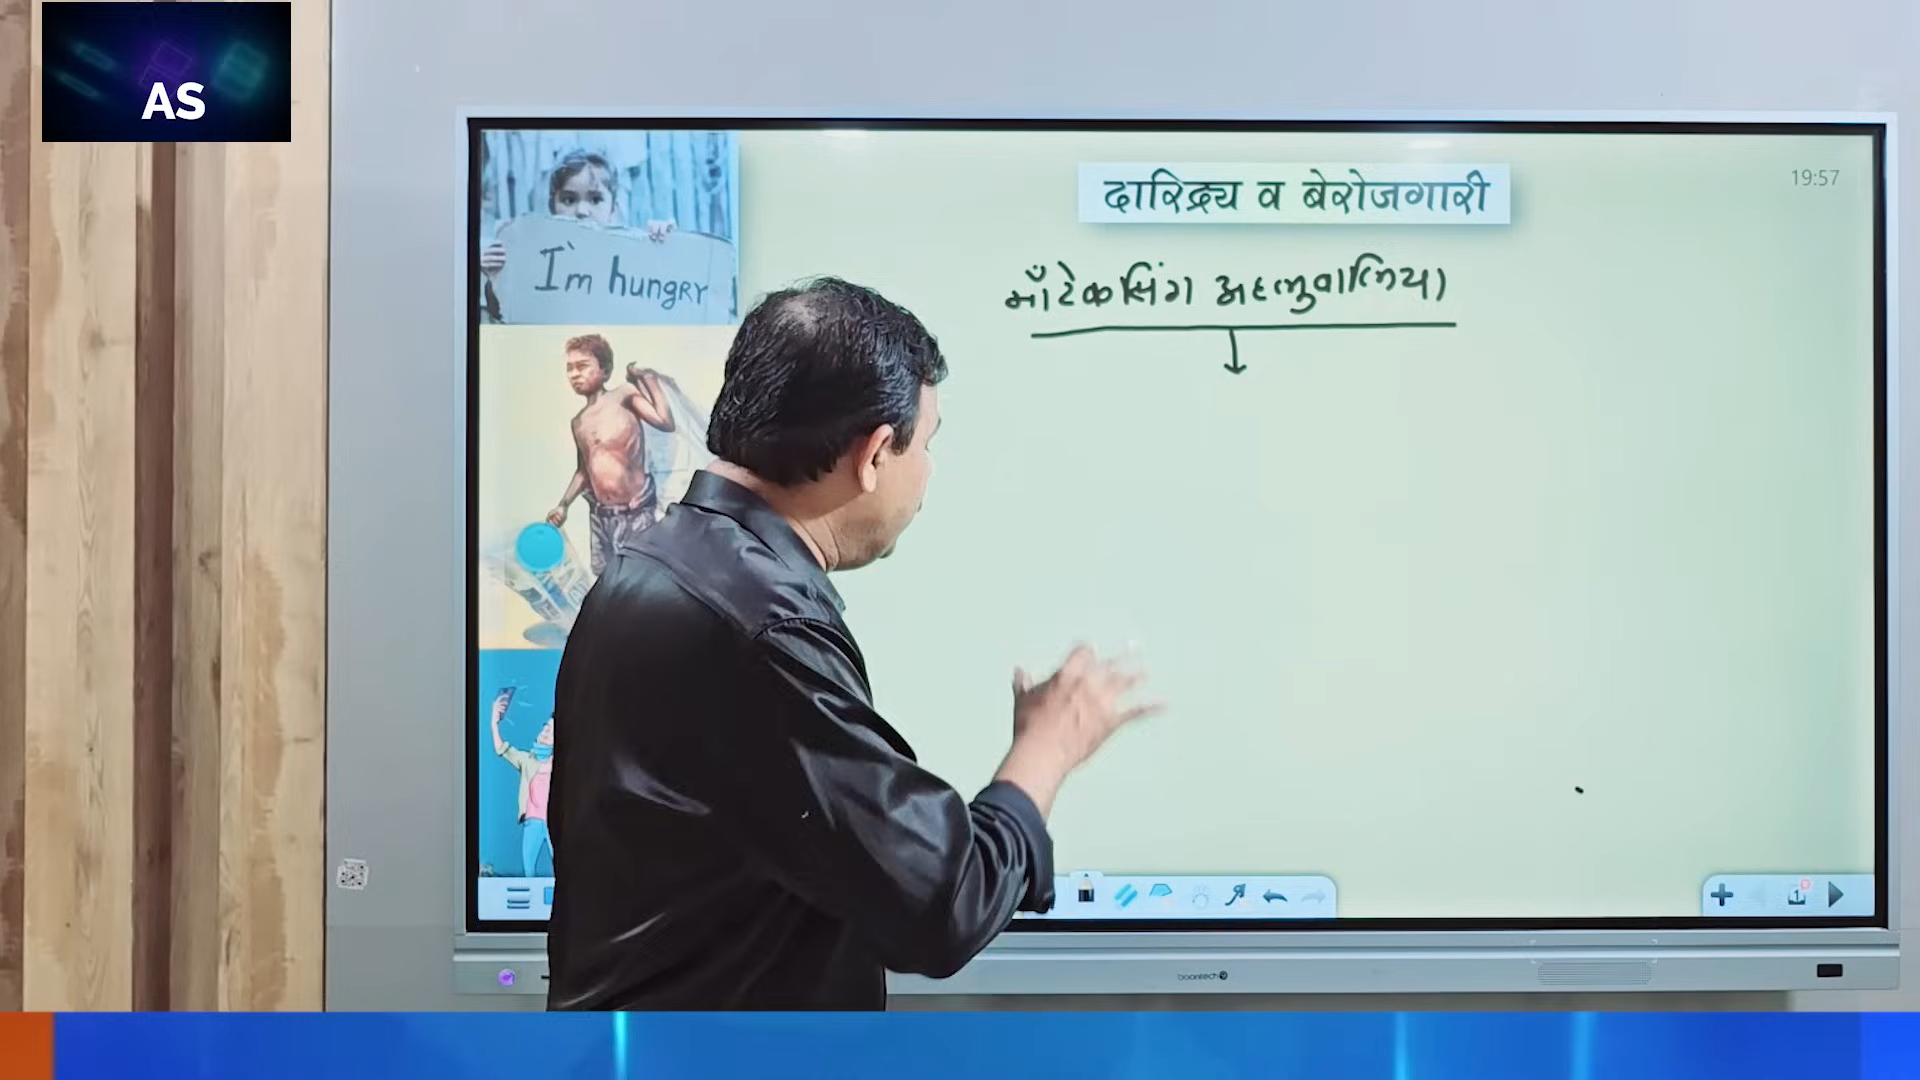 AS
दारिद्र्य व बेरोजगारी
19:57
I'm hungry
माँटेकसिंग अहलुवालिया